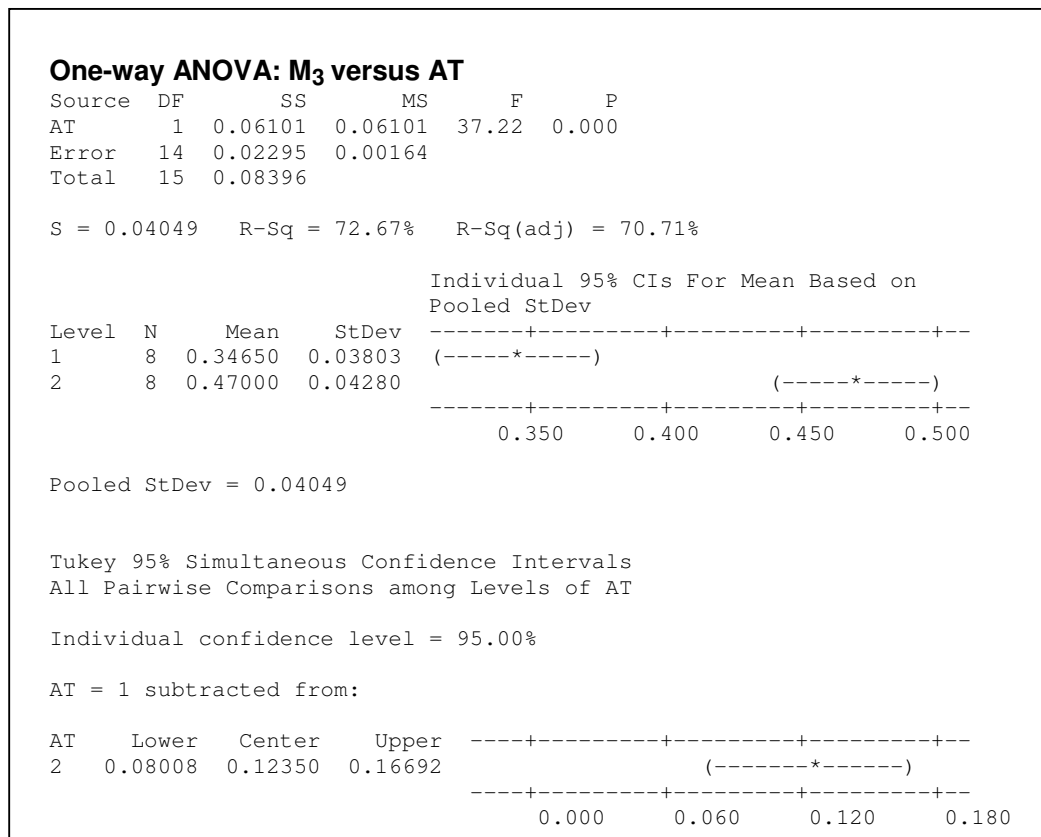 One-way ANOVA: M3 versus AT
Source  DF       SS       MS      F      P
AT       1  0.06101  0.06101  37.22  0.000
Error   14  0.02295  0.00164
Total   15  0.08396
S = 0.04049   R-Sq = 72.67%   R-Sq(adj) = 70.71%
                            Individual 95% CIs For Mean Based on
                            Pooled StDev
Level  N     Mean    StDev  -------+---------+---------+---------+--
1      8  0.34650  0.03803  (-----*-----)
2      8  0.47000  0.04280                            (-----*-----)
                            -------+---------+---------+---------+--
                                 0.350     0.400     0.450     0.500
Pooled StDev = 0.04049
Tukey 95% Simultaneous Confidence Intervals
All Pairwise Comparisons among Levels of AT
Individual confidence level = 95.00%
AT = 1 subtracted from:
AT    Lower   Center    Upper  ----+---------+---------+---------+--
2   0.08008  0.12350  0.16692                   (-------*------)
                               ----+---------+---------+---------+--
                                    0.000     0.060     0.120     0.180